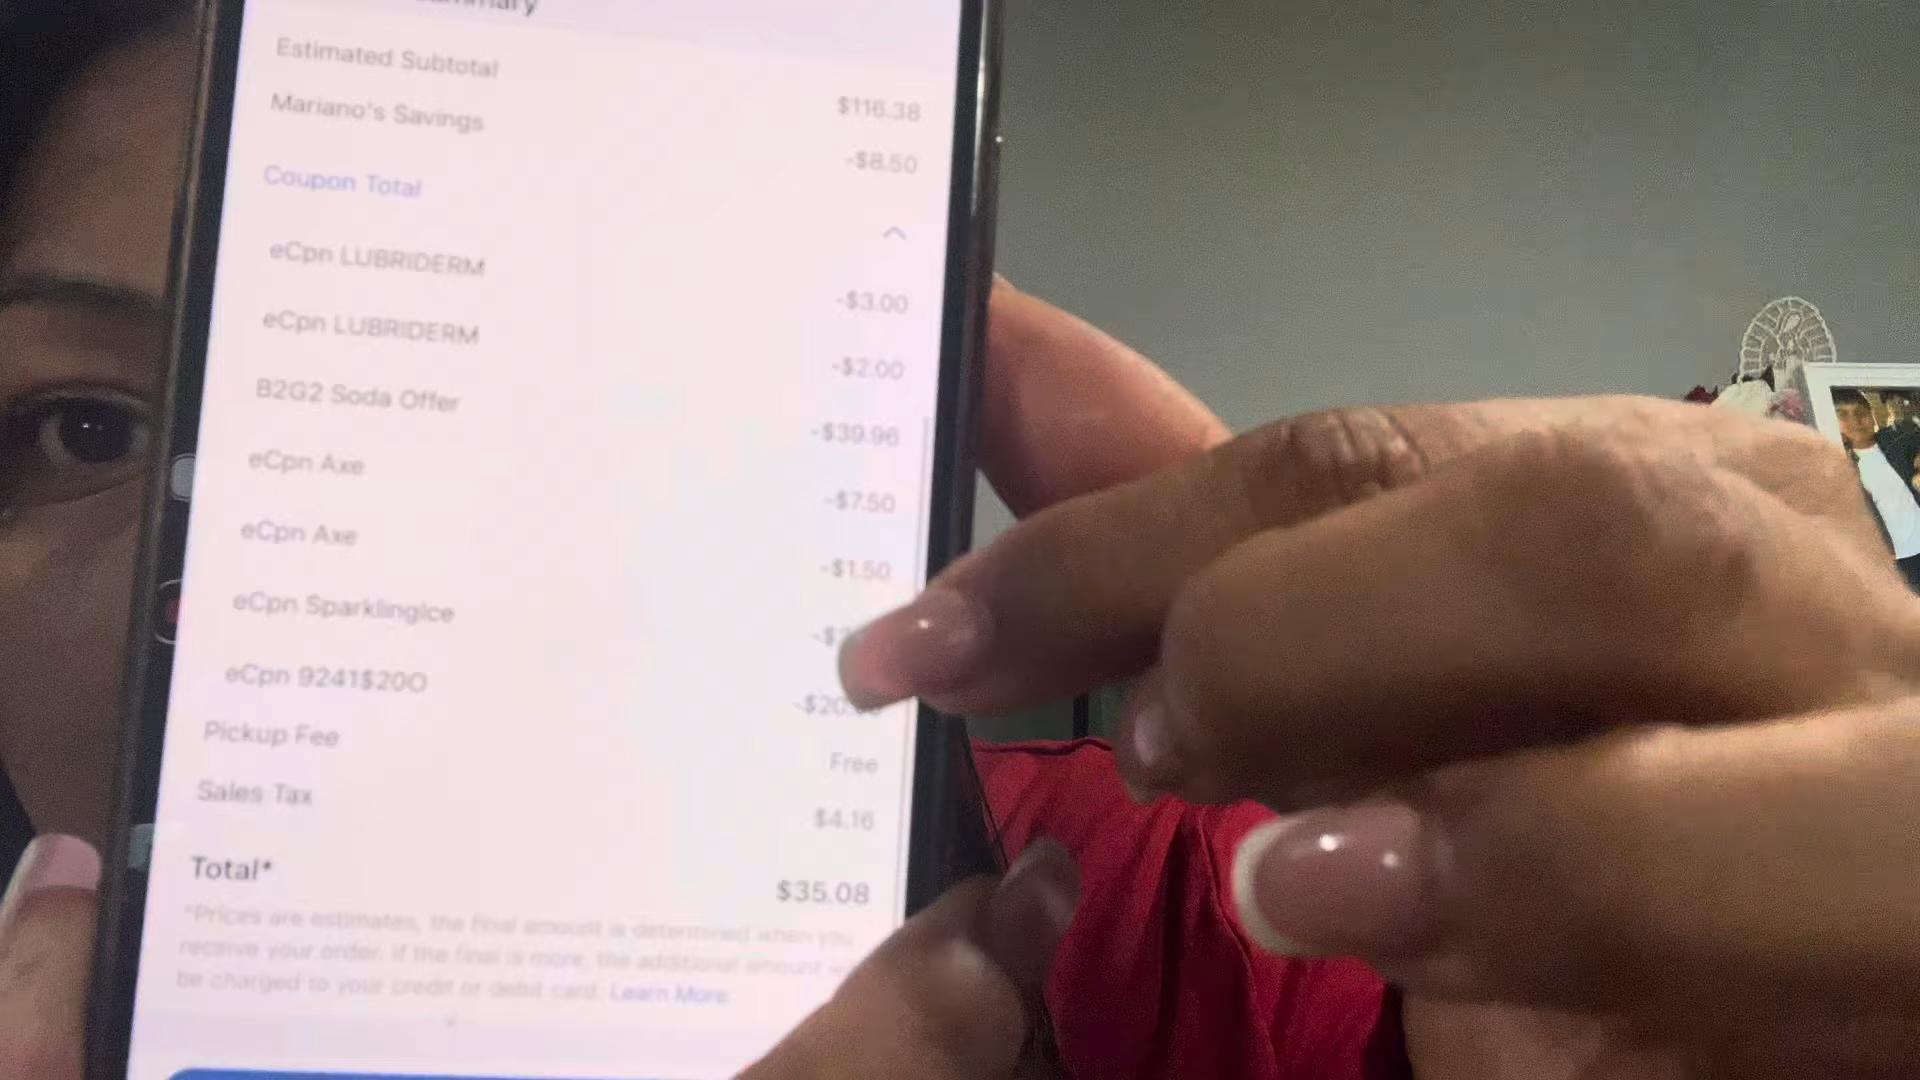 Estimated Subtotal $116.38
Mariano's Savings -$8.50
Coupon Total
eCpn LUBRIDERM -$3.00
eCpn LUBRIDERM -$2.00
B2G2 Soda Offer -$39.96
eCpn Axe -$7.50
eCpn Axe -$1.50
eCpn SparklingIce
eCpn 9241$20O
Pickup Fee Free
Sales Tax $4.16
Total* $35.08
*Prices are estimates, the final amount is determined when you
receive your order. If the final is more, the additional amount
be charged to your credit or debit card. Learn More